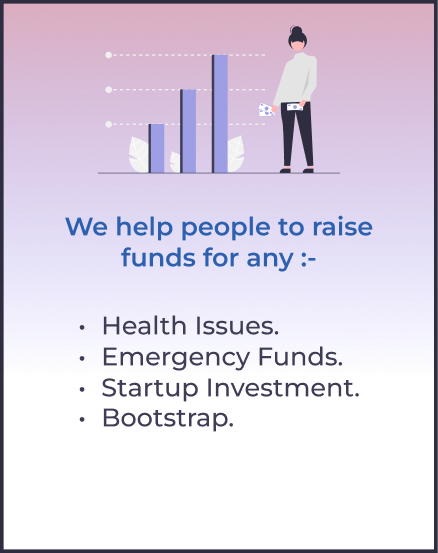 We help people to raise
funds for any :-
• Health Issues.
• Emergency Funds.
• Startup Investment.
• Bootstrap.